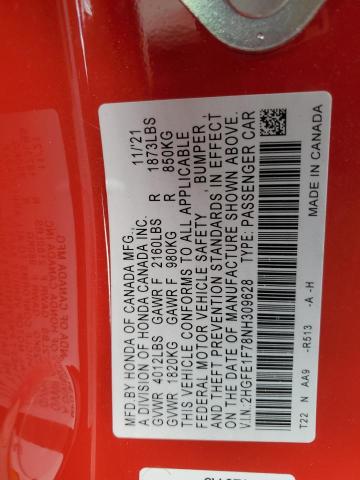 MFD. BY HONDA OF CANADA MFG.,
A DIVISION OF HONDA CANADA INC. 11/'21
GVWR 4012LBS GAWR F 2160LBS R 1873LBS
GVWR 1820KG GAWR F 980KG R 850KG
THIS VEHICLE CONFORMS TO ALL APPLICABLE
FEDERAL MOTOR VEHICLE SAFETY , BUMPER ,
AND THEFT PREVENTION STANDARDS IN EFFECT
ON THE DATE OF MANUFACTURE SHOWN ABOVE.
V.I.N. 2HGFE1F78NH309628 TYPE: PASSENGER CAR
T22 N AA9 -R513 -A -H MADE IN CANADA